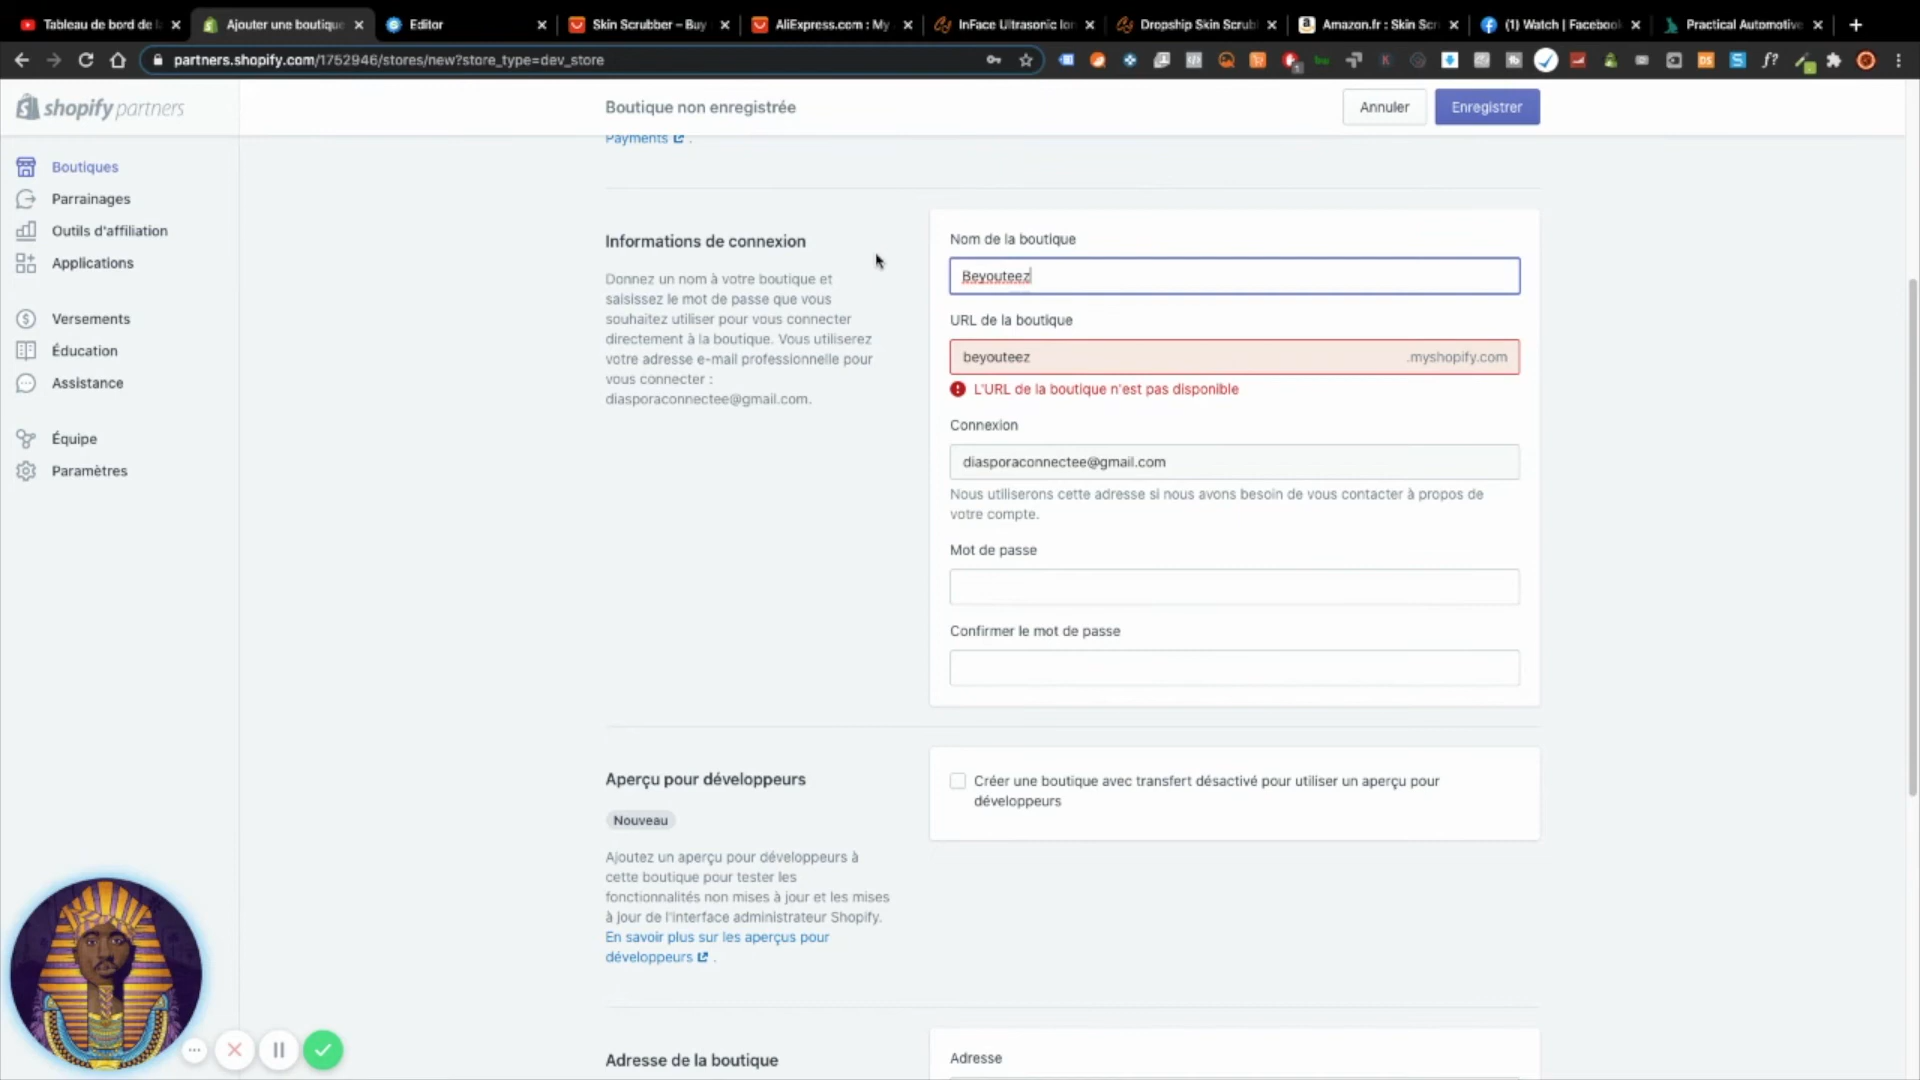 Tableau de bord de la
Ajouter une boutique
Editor
Skin Scrubber – Buy
AliExpress.com : My
InFace Ultrasonic Ion
Dropship Skin Scrub
Amazon.fr : Skin Scr
(1) Watch | Facebook
Practical Automotive
partners.shopify.com/1752946/stores/new?store_type=dev_store
shopify partners
Boutique non enregistrée
Annuler
Enregistrer
Payments .
Boutiques
Parrainages
Outils d'affiliation
Applications
Versements
Éducation
Assistance
Équipe
Paramètres
Informations de connexion
Donnez un nom à votre boutique et
saisissez le mot de passe que vous
souhaitez utiliser pour vous connecter
directement à la boutique. Vous utiliserez
votre adresse e-mail professionnelle pour
vous connecter :
diasporaconnectee@gmail.com.
Nom de la boutique
Beyouteez
URL de la boutique
beyouteez .myshopify.com
L'URL de la boutique n'est pas disponible
Connexion
diasporaconnectee@gmail.com
Nous utiliserons cette adresse si nous avons besoin de vous contacter à propos de
votre compte.
Mot de passe
Confirmer le mot de passe
Aperçu pour développeurs
Nouveau
Ajoutez un aperçu pour développeurs à
cette boutique pour tester les
fonctionnalités non mises à jour et les mises
à jour de l'interface administrateur Shopify.
En savoir plus sur les aperçus pour
développeurs .
Créer une boutique avec transfert désactivé pour utiliser un aperçu pour
développeurs
Adresse de la boutique
Adresse